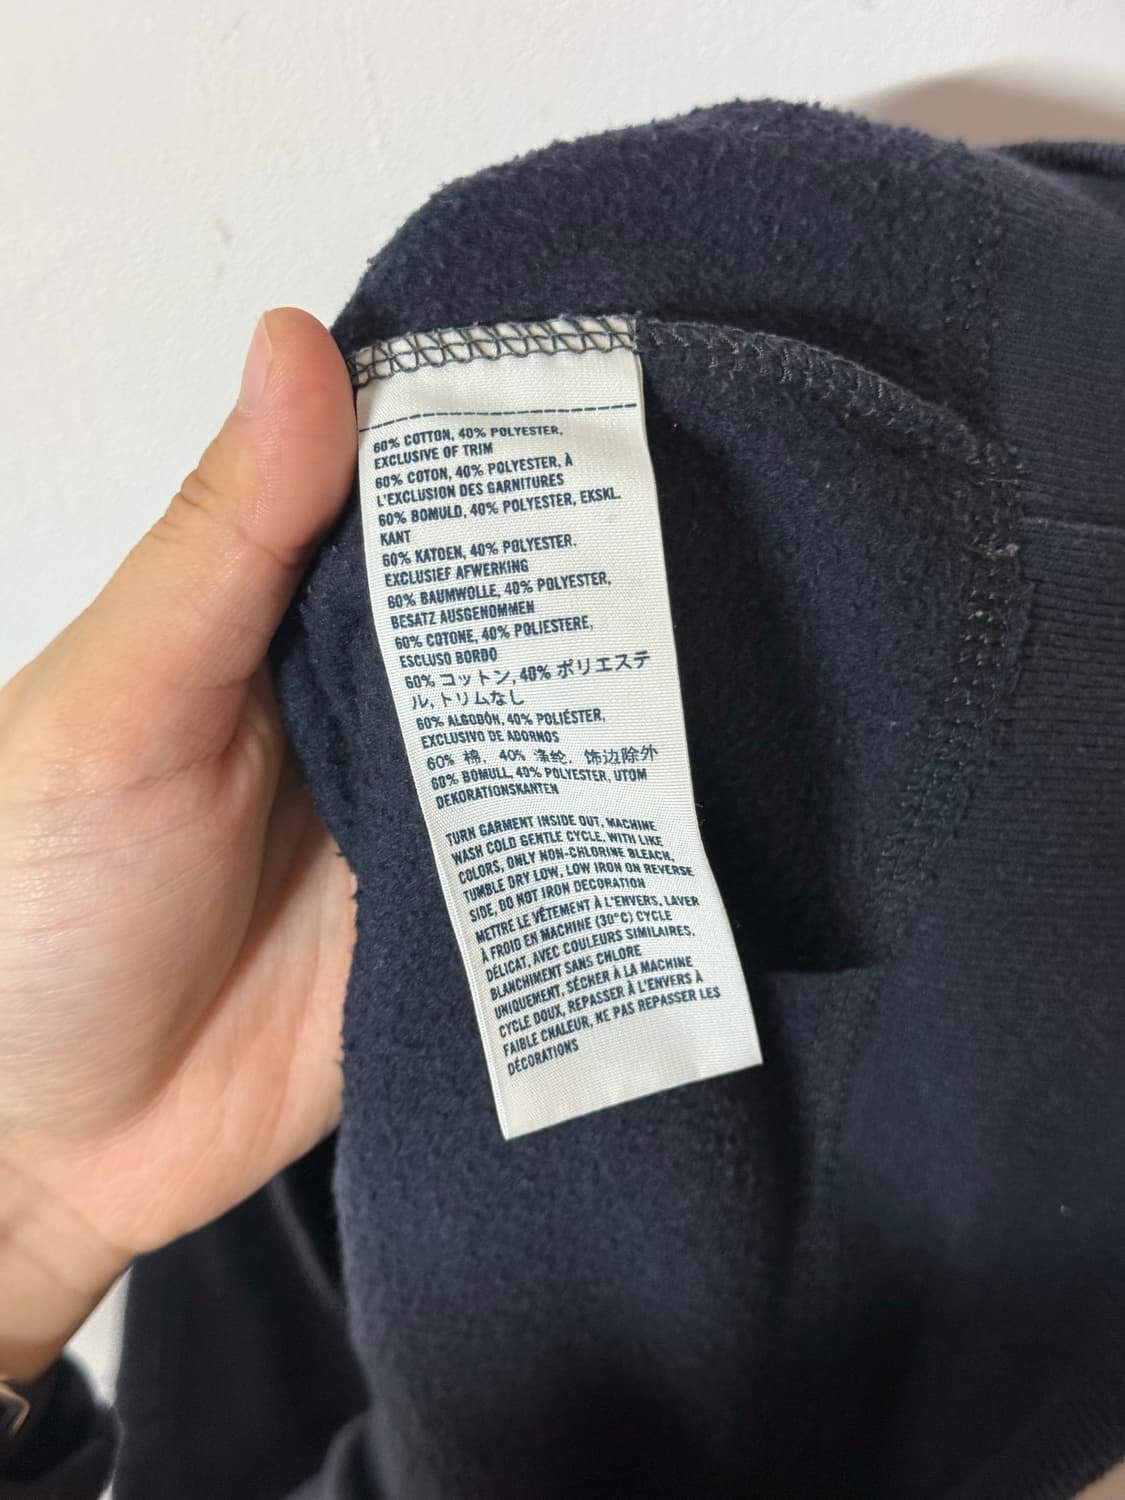 60% COTTON, 40% POLYESTER,
EXCLUSIVE OF TRIM
60% COTON, 40% POLYESTER, À
L'EXCLUSION DES GARNITURES
60% BOMULD, 40% POLYESTER, EKSKL.
KANT
60% KATOEN, 40% POLYESTER.
EXCLUSIEF AFWERKING
60% BAUMWOLLE, 40% POLYESTER,
BESATZ AUSGENOMMEN
60% COTONE, 40% POLIESTERE,
ESCLUSO BORDO
60% コットン, 40% ポリエステ
ル, トリムなし
60% ALGODÓN, 40% POLIÉSTER,
EXCLUSIVO DE ADORNOS
60% 棉, 40% 涤纶, 饰边除外
60% BOMULL, 40% POLYESTER, UTOM
DEKORATIONSKANTEN
TURN GARMENT INSIDE OUT, MACHINE
WASH COLD GENTLE CYCLE. WITH LIKE
COLORS, ONLY NON-CHLORINE BLEACH,
TUMBLE DRY LOW, LOW IRON ON REVERSE
SIDE, DO NOT IRON DECORATION
METTRE LE VÊTEMENT À L'ENVERS, LAVER
À FROID EN MACHINE (30°C) CYCLE
DÉLICAT, AVEC COULEURS SIMILAIRES,
BLANCHIMENT SANS CHLORE
UNIQUEMENT, SÉCHER À LA MACHINE
CYCLE DOUX, REPASSER À L'ENVERS À
FAIBLE CHALEUR, NE PAS REPASSER LES
DÉCORATIONS